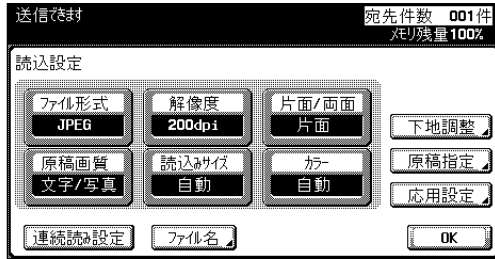 送信できます 宛先件数 001件
メモリ残量100%
読込設定
ファイル形式 解像度 片面/両面
JPEG 200dpi 片面
下地調整
原稿画質 読込みサイズ カラー
文字/写真 自動 自動
原稿指定
応用設定
連続読み設定 ファイル名 OK